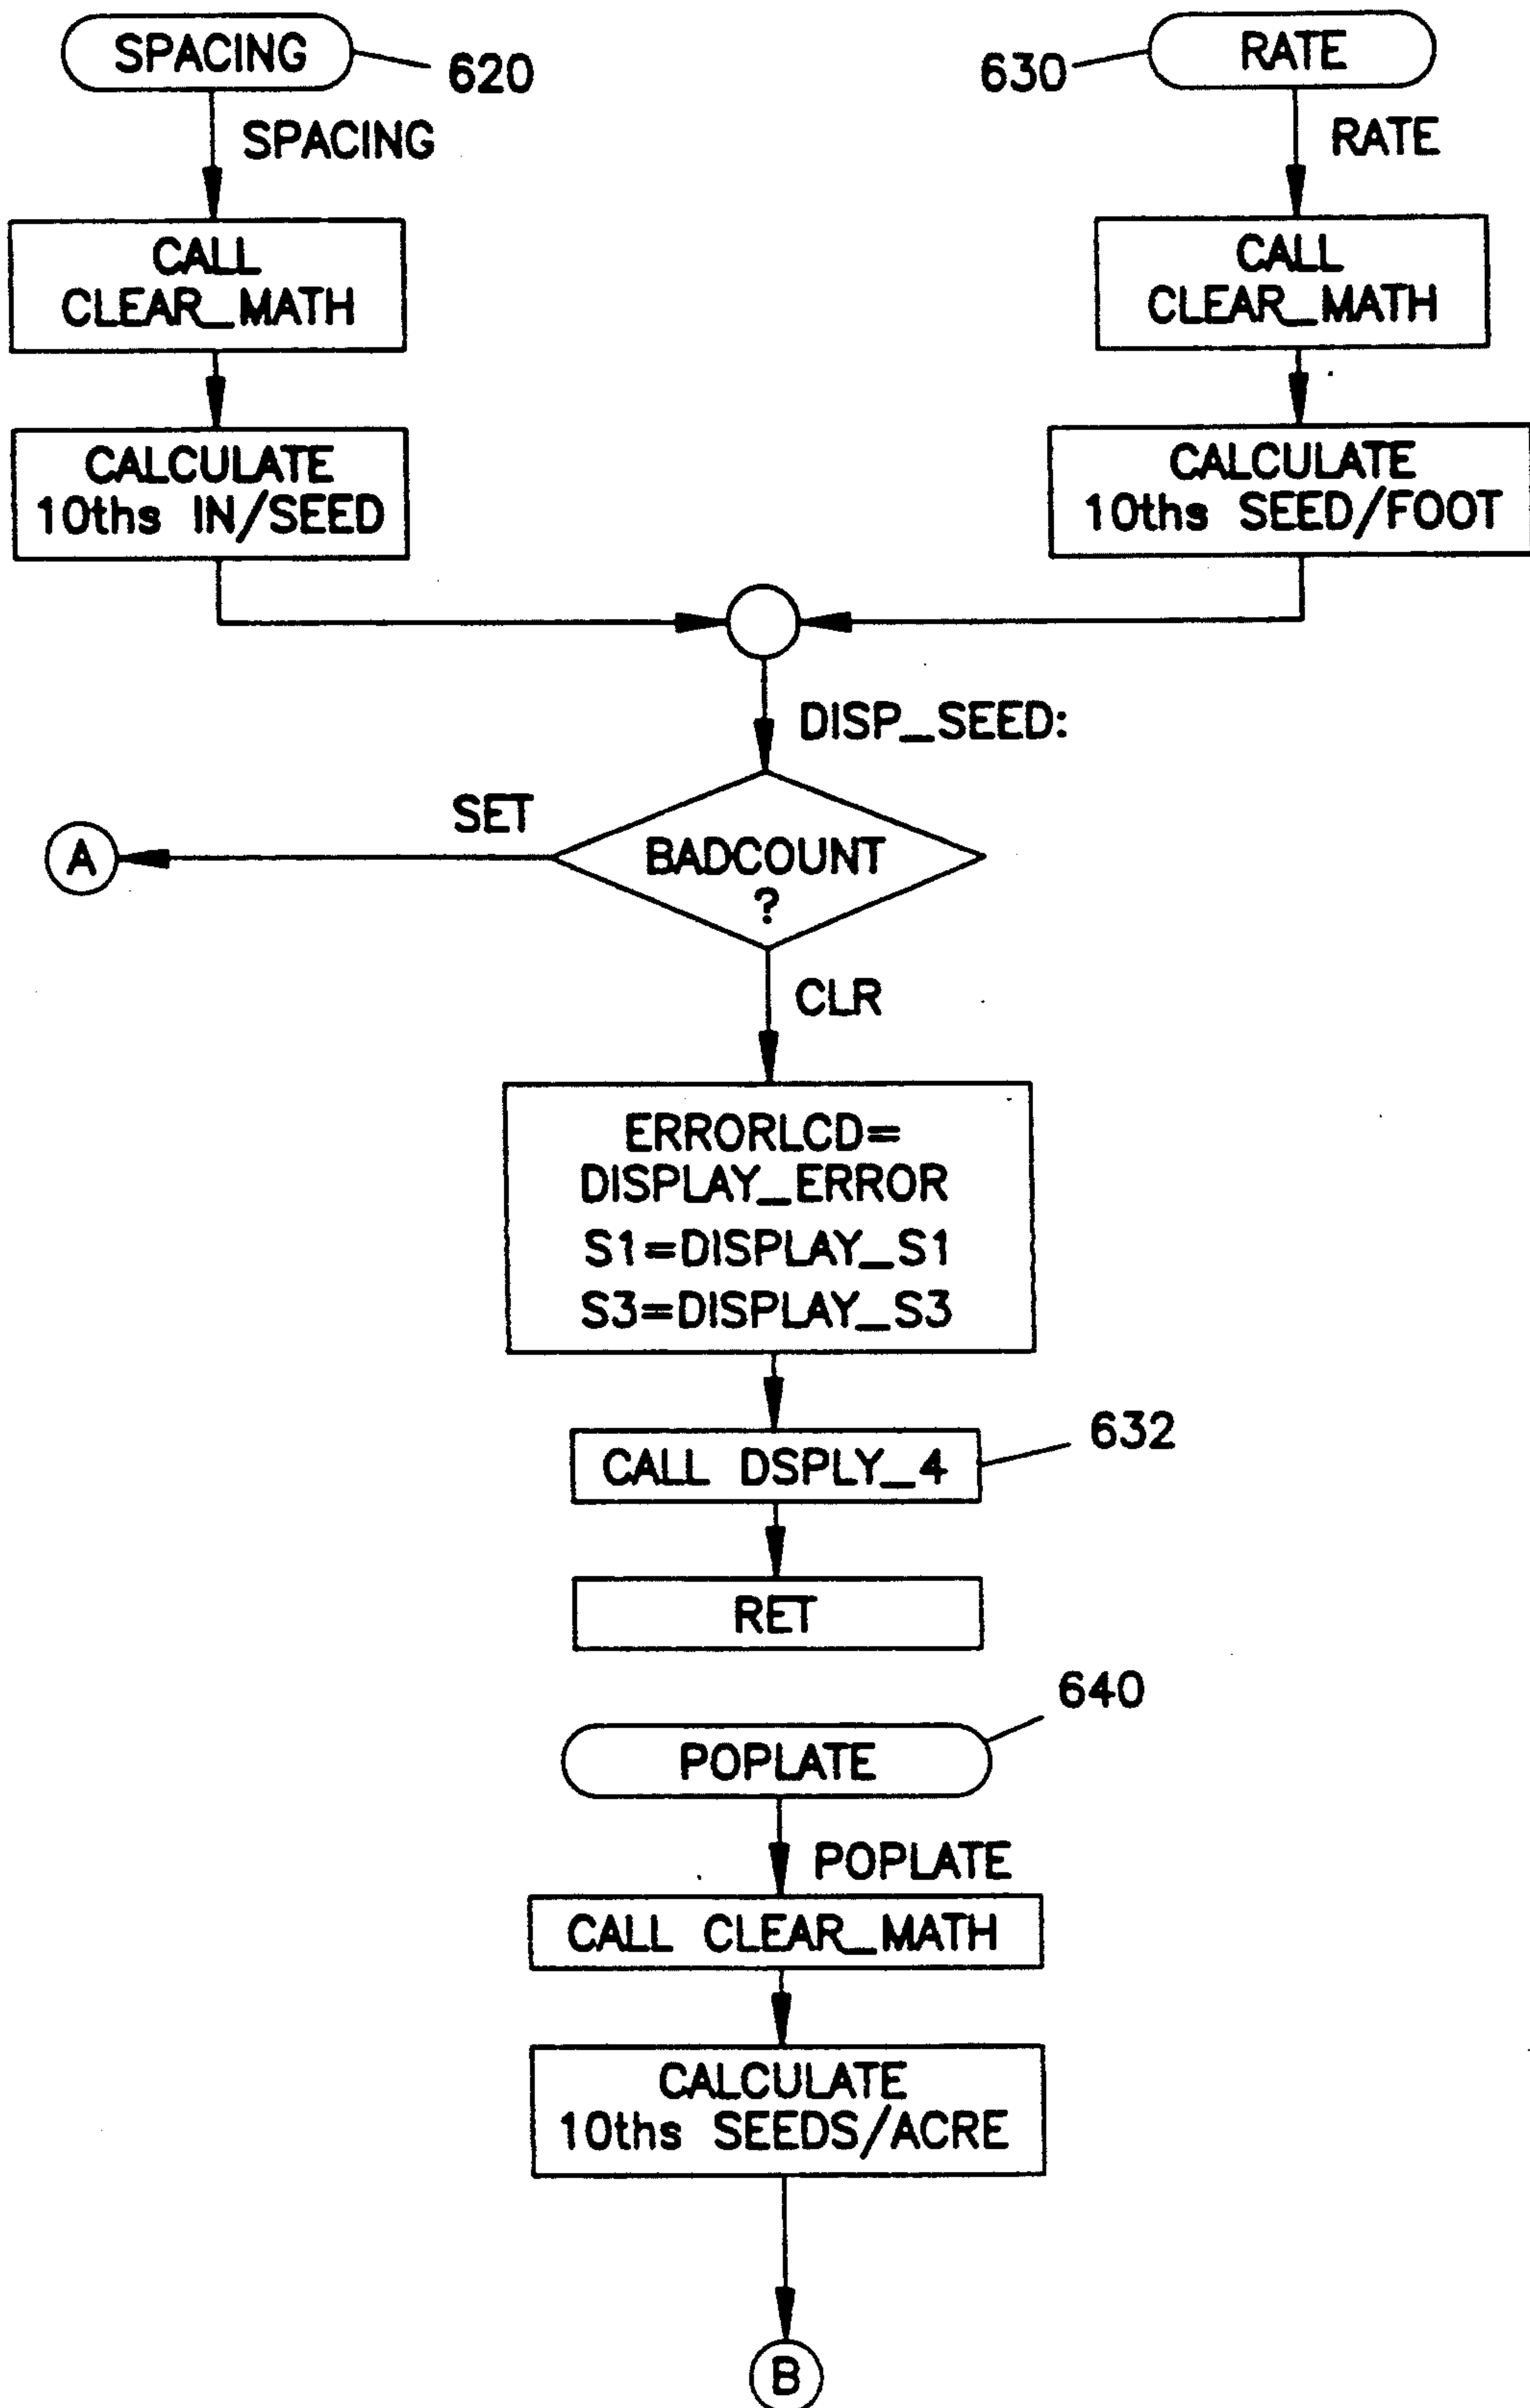 SPACING
620
630
RATE
SPACING
RATE
CALL
CLEAR_MATH
CALL
CLEAR_MATH
CALCULATE
10ths IN/SEED
CALCULATE
10ths SEED/FOOT
DISP_SEED:
SET
A
BADCOUNT
?
CLR
ERRORLCD=
DISPLAY_ERROR
S1=DISPLAY_S1
S3=DISPLAY_S3
632
CALL DSPLY_4
RET
640
POPLATE
POPLATE
CALL CLEAR_MATH
CALCULATE
10ths SEEDS/ACRE
B